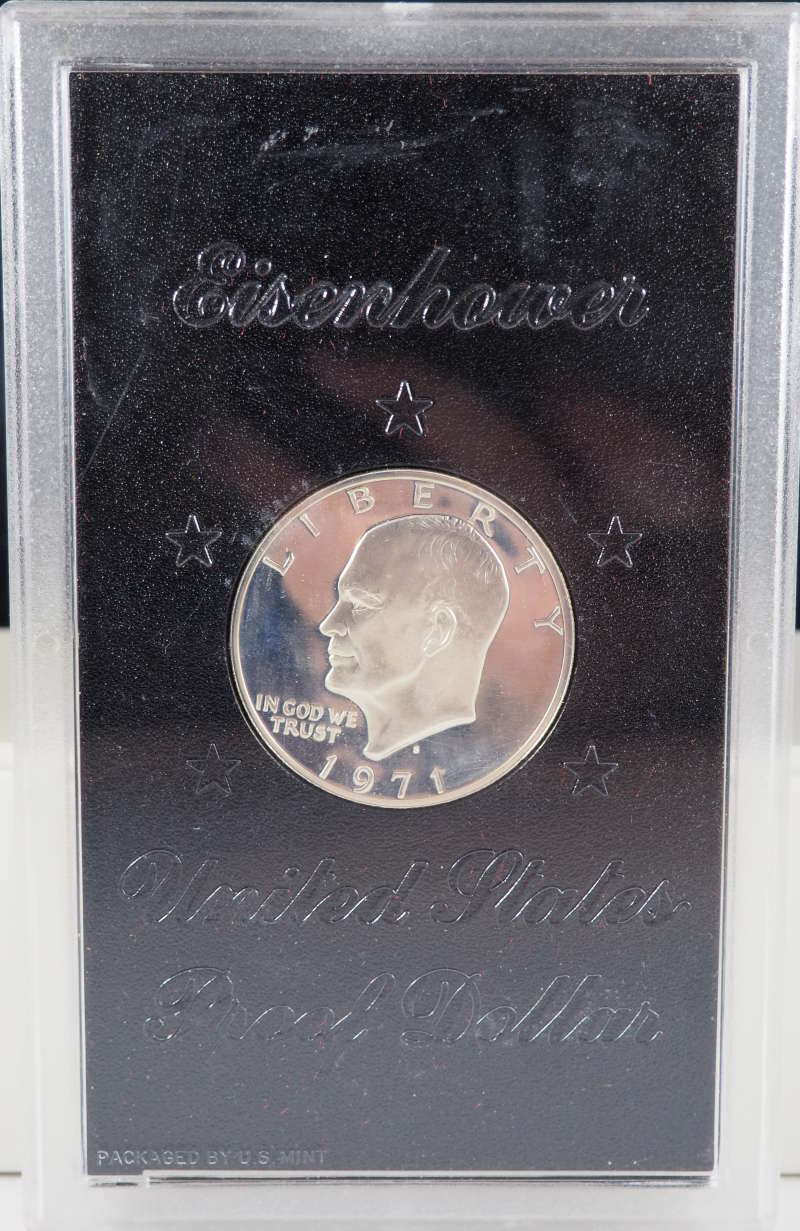 Eisenhower
LIBERTY
IN GOD WE
TRUST
S
1971
United States
Proof Dollar
PACKAGED BY U.S. MINT